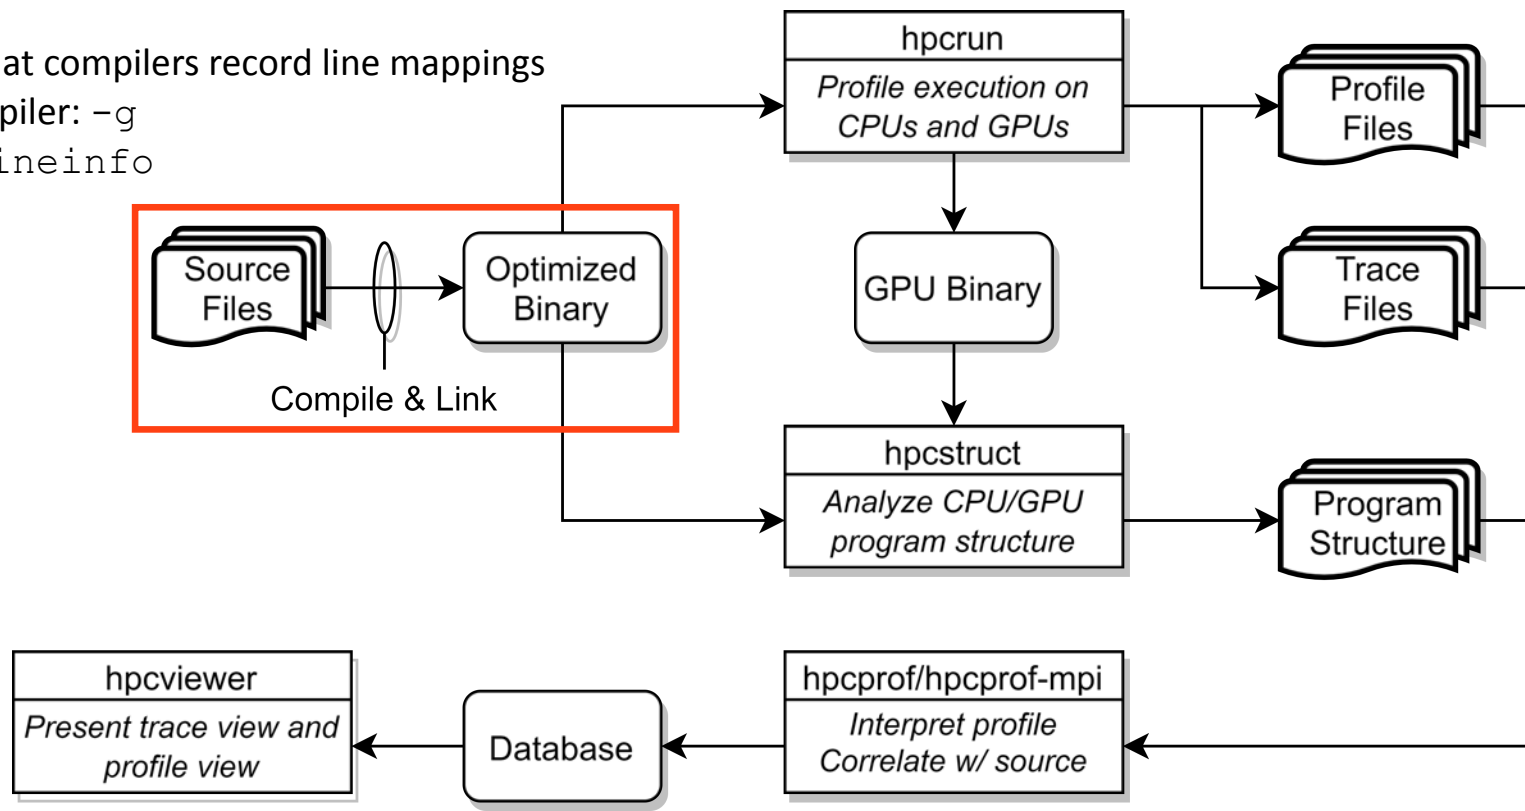 at compilers record line mappings
piler: -g
ineinfo
hpcrun
Profile execution on
CPUs and GPUs
Profile
Files
Source
Files
Optimized
Binary
GPU Binary
Trace
Files
Compile & Link
hpcstruct
Analyze CPU/GPU
program structure
Program
Structure
hpcviewer
Present trace view and
profile view
Database
hpcprof/hpcprof-mpi
Interpret profile
Correlate w/ source